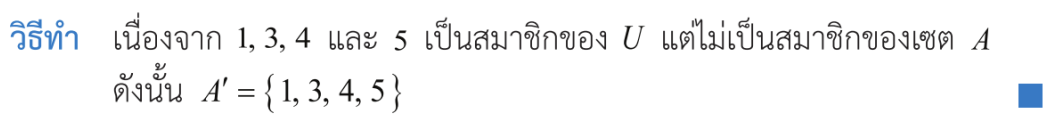 วิธีทำ เนื่องจาก 1, 3, 4 และ 5 เป็นสมาชิกของ U แต่ไม่เป็นสมาชิกของเซต A
ดังนั้น A′ = {1, 3, 4, 5}